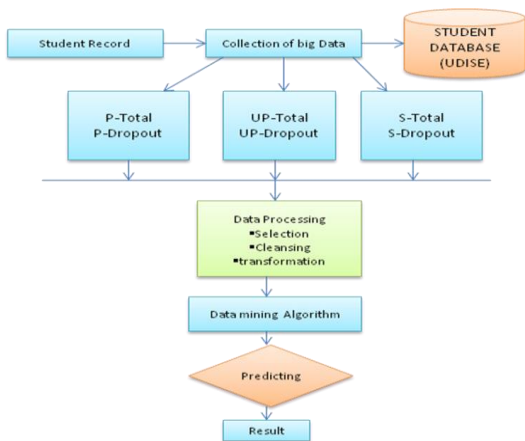 Student Record
Collection of big Data
STUDENT
DATABASE
(UDISE)
P-Total
P-Dropout
UP-Total
UP-Dropout
S-Total
S-Dropout
Data Processing
▪Selection
▪Cleansing
▪transformation
Data mining Algorithm
Predicting
Result